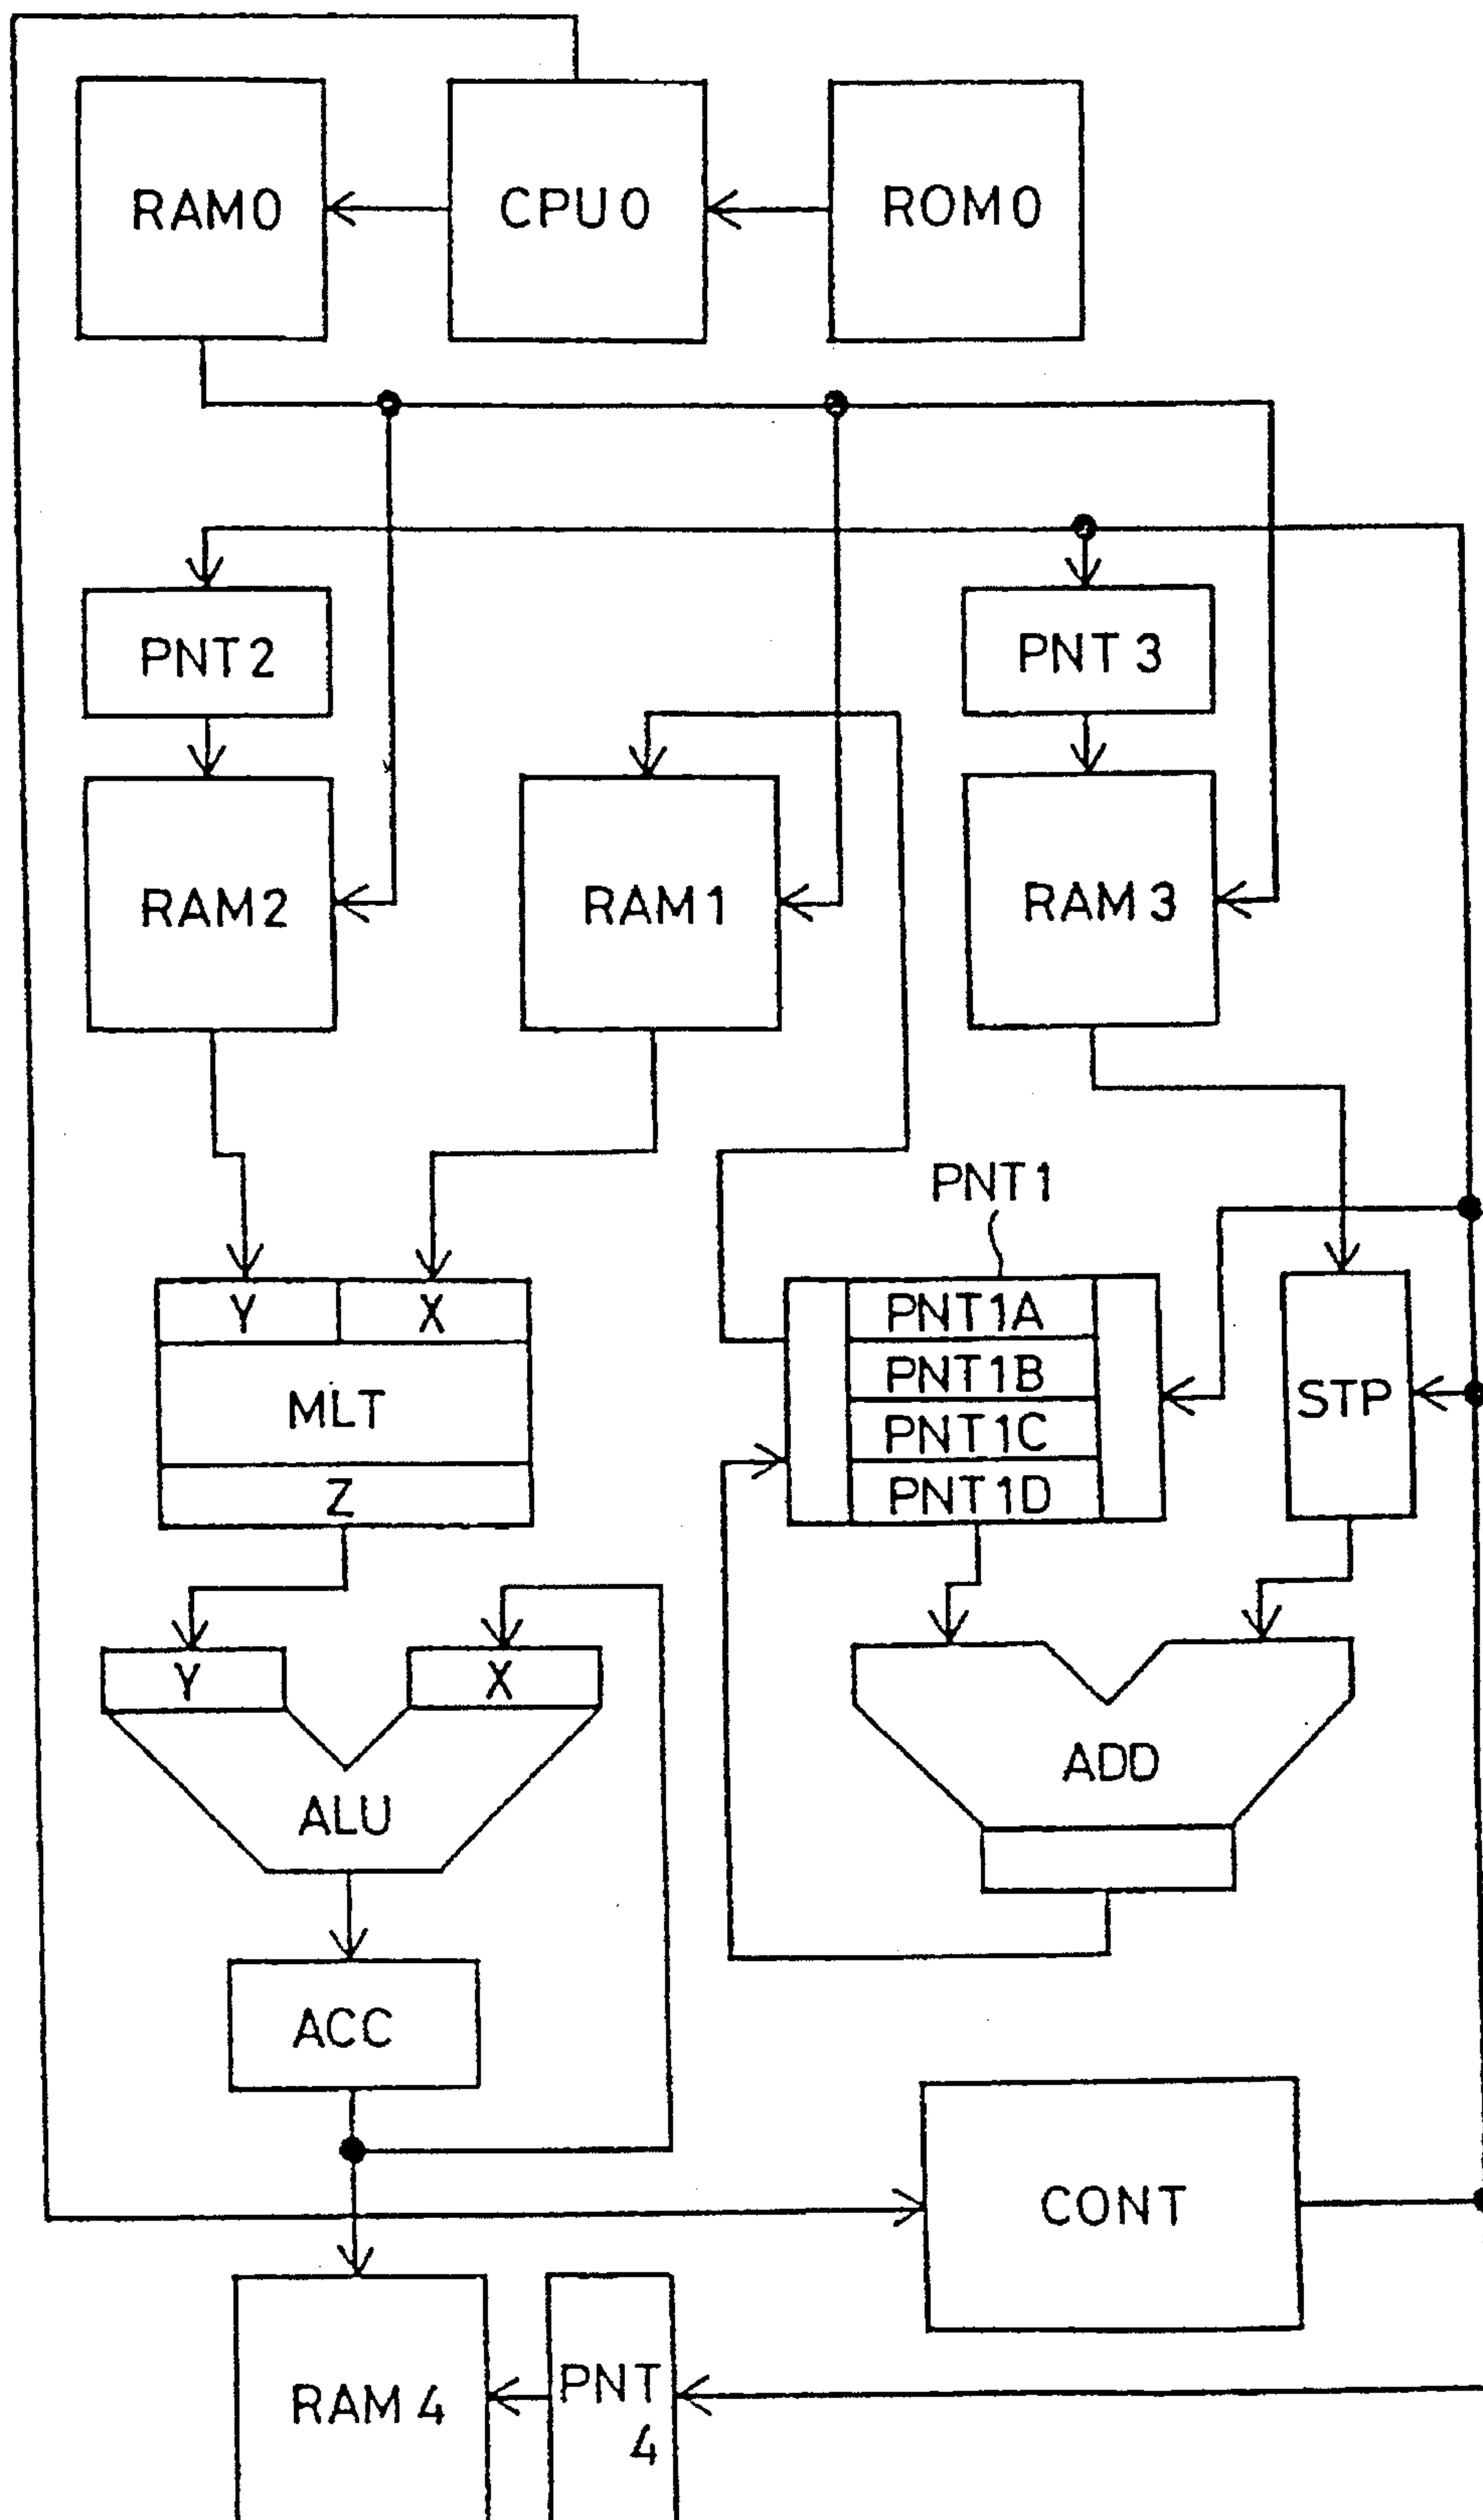 RAM0
CPU0
ROM0
PNT2
PNT3
RAM2
RAM1
RAM3
PNT1
Y
X
PNT1A
PNT1B
PNT1C
PNT1D
MLT
STP
Z
Y
X
ALU
ADD
ACC
CONT
RAM4
PNT
4